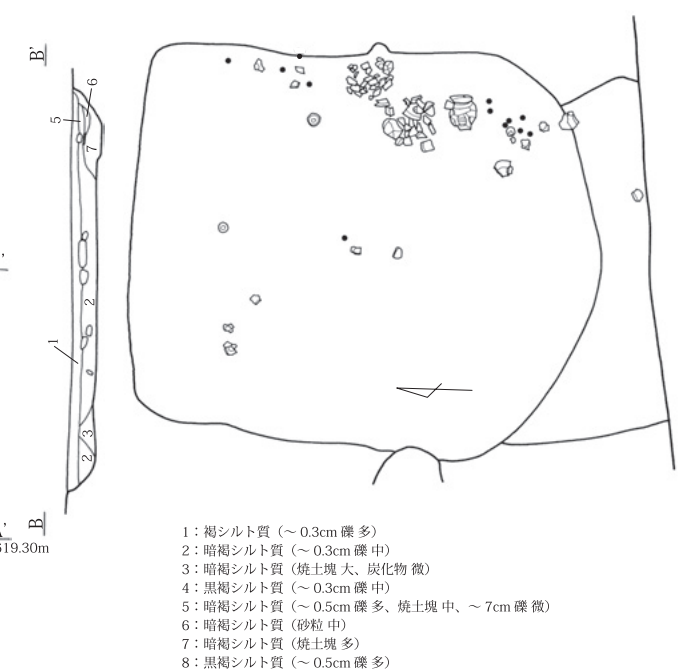 B'
6
5
7
2
1
3
2
B
619.30m
1：褐シルト質（～ 0.3cm 礫 多）
2：暗褐シルト質（～ 0.3cm 礫 中）
3：暗褐シルト質（焼土塊 大、炭化物 微）
4：黒褐シルト質（～ 0.3cm 礫 中）
5：暗褐シルト質（～ 0.5cm 礫 多、焼土塊 中、～ 7cm 礫 微）
6：暗褐シルト質（砂粒 中）
7：暗褐シルト質（焼土塊 多）
8：黒褐シルト質（～ 0.5cm 礫 多）